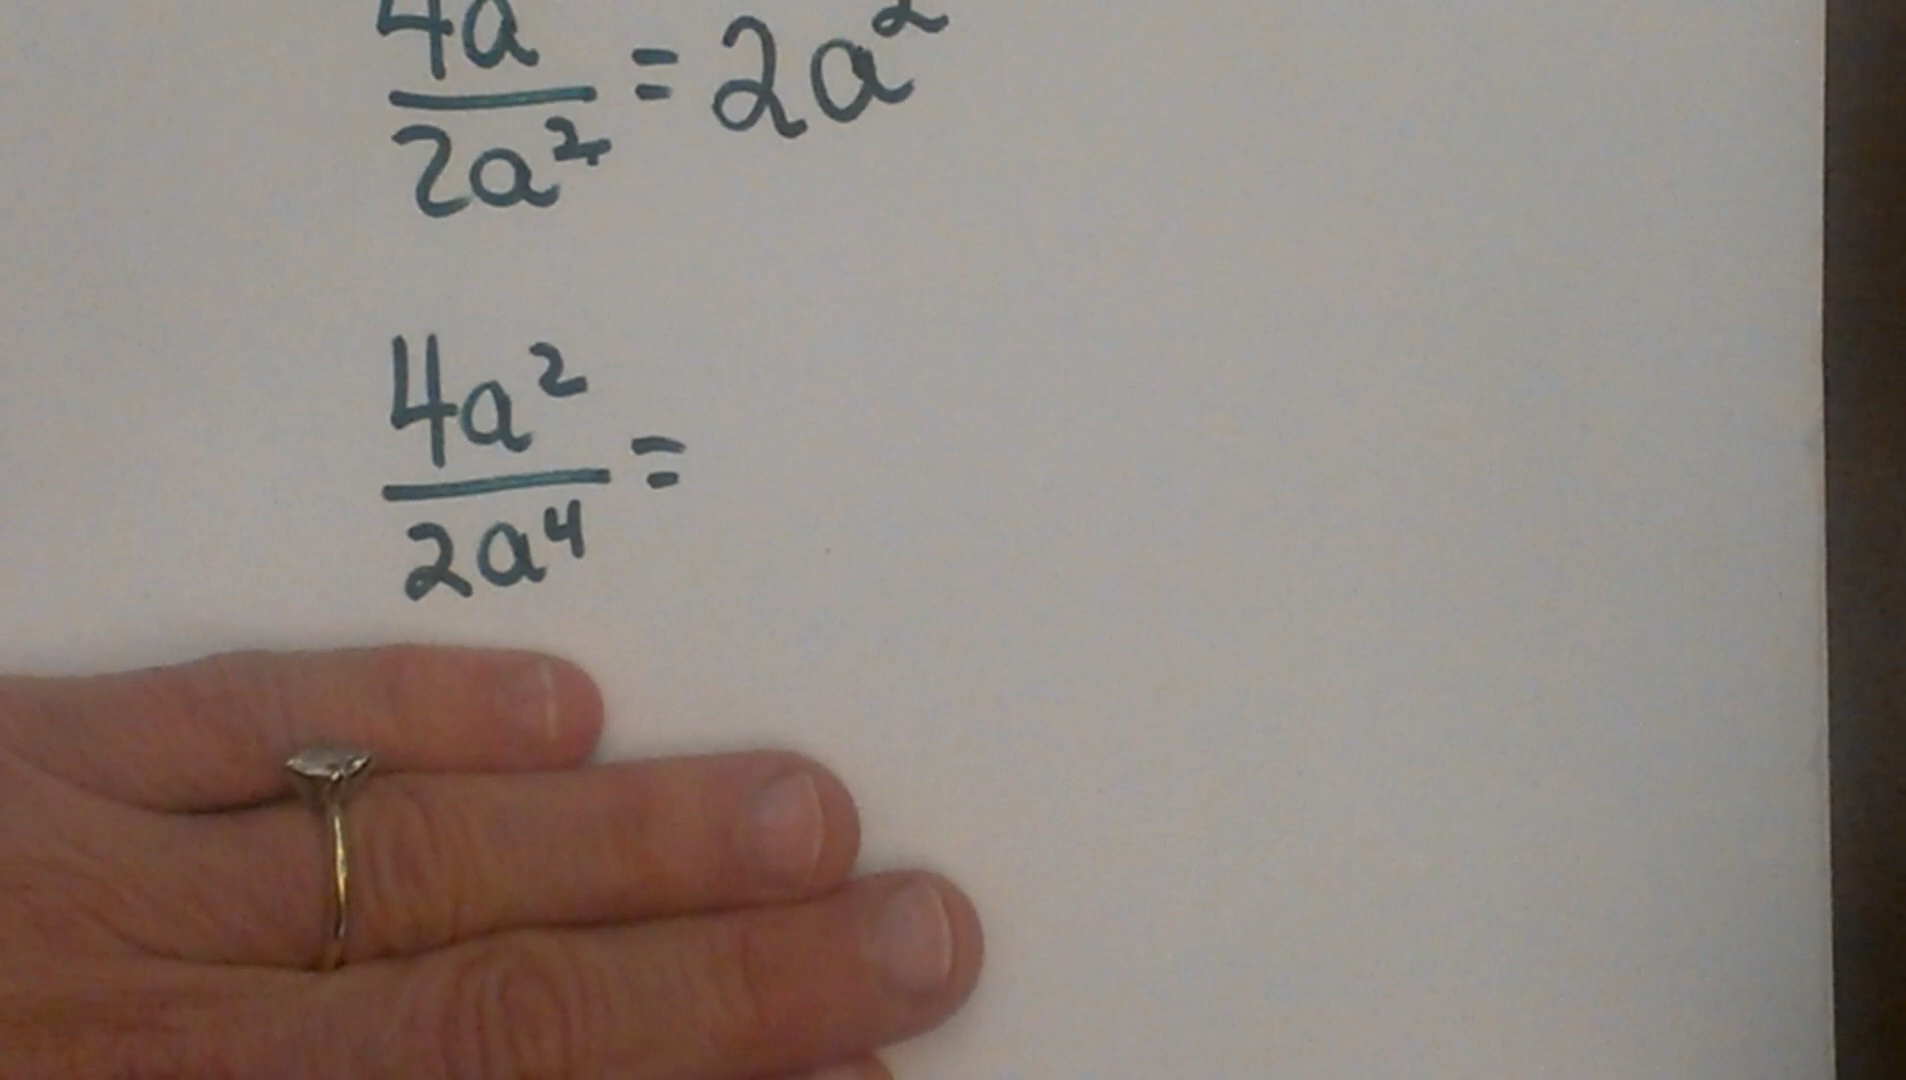 4a
/
2a² = 2a²
4a²
/
2a⁴ =